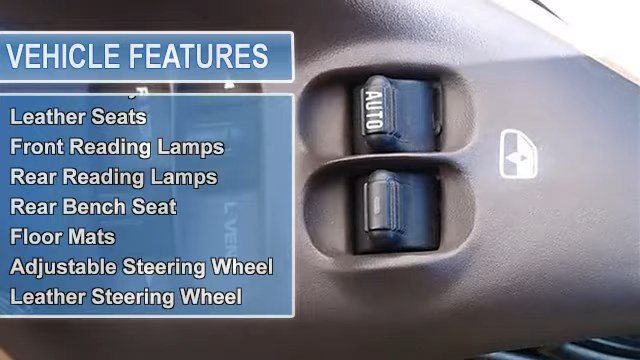 VEHICLE FEATURES
Leather Seats
Front Reading Lamps
Rear Reading Lamps
Rear Bench Seat
Floor Mats
Adjustable Steering Wheel
Leather Steering Wheel
AUTO